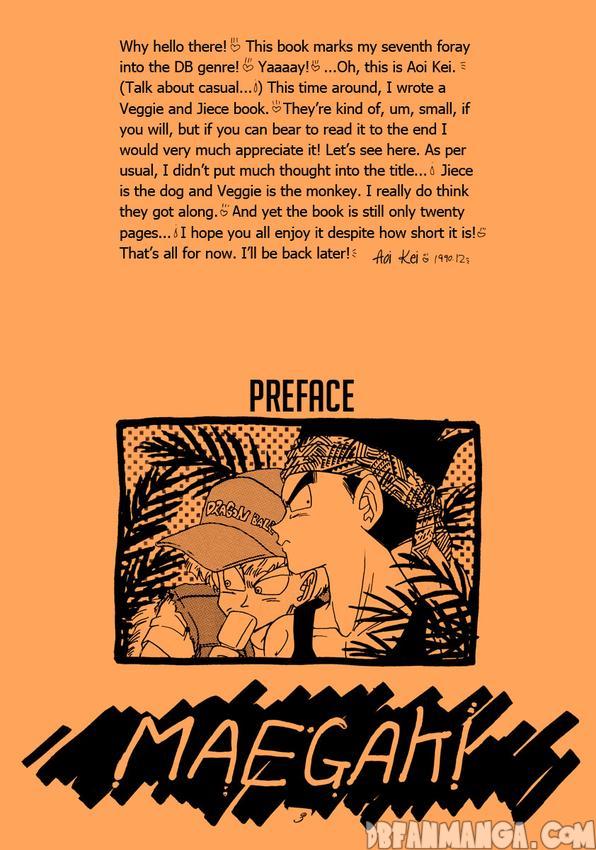 Why hello there! This book marks my seventh foray
into the DB genre! Yaaaay! ...Oh, this is Aoi Kei.
(Talk about casual...) This time around, I wrote a
Veggie and Jiece book. They're kind of, um, small, if
you will, but if you can bear to read it to the end I
would very much appreciate it! Let's see here. As per
usual, I didn't put much thought into the title... Jiece
is the dog and Veggie is the monkey. I really do think
they got along. And yet the book is still only twenty
pages... I hope you all enjoy it despite how short it is!
That's all for now. I'll be back later! Aoi Kei 1990.12
PREFACE
DRAGON BALL
MAEGAKI
3
DBFANMANGA.COM